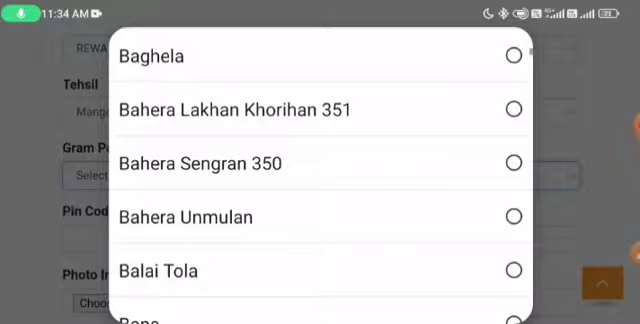 11:34 AM
REWA
Baghela
Tehsil
Bahera Lakhan Khorihan 351
Gram Pa
Bahera Sengran 350
Select
Pin Cod
Bahera Unmulan
Balai Tola
Photo I
Choo